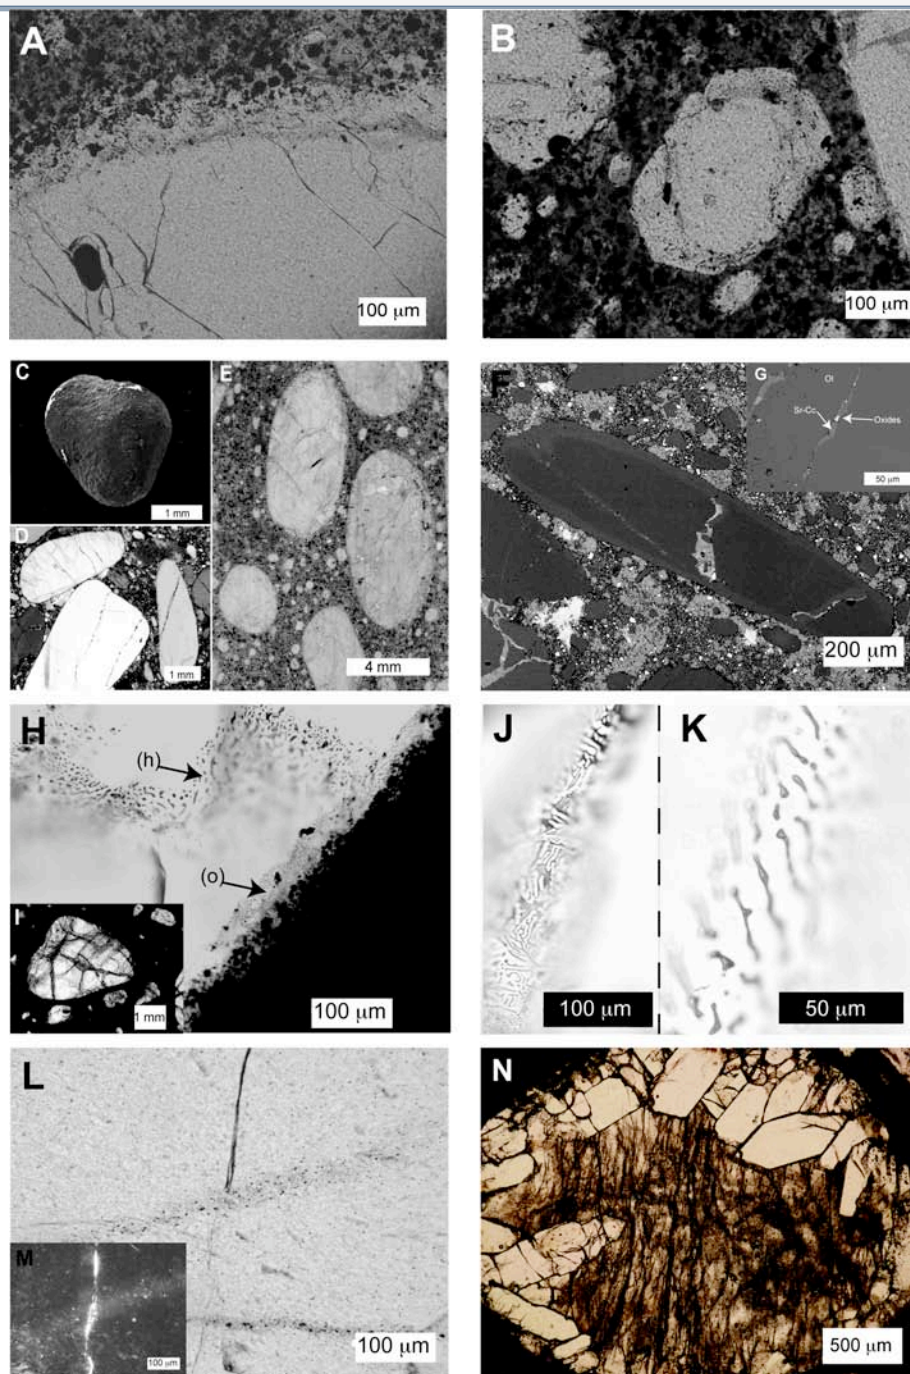 A
100 μm
B
100 μm
C
1 mm
D
1 mm
E
4 mm
F
200 μm
G
Ol
Sr-Cc
Oxides
50 μm
H
(h)
(o)
100 μm
I
1 mm
J
100 μm
K
50 μm
L
100 μm
M
100 μm
N
500 μm